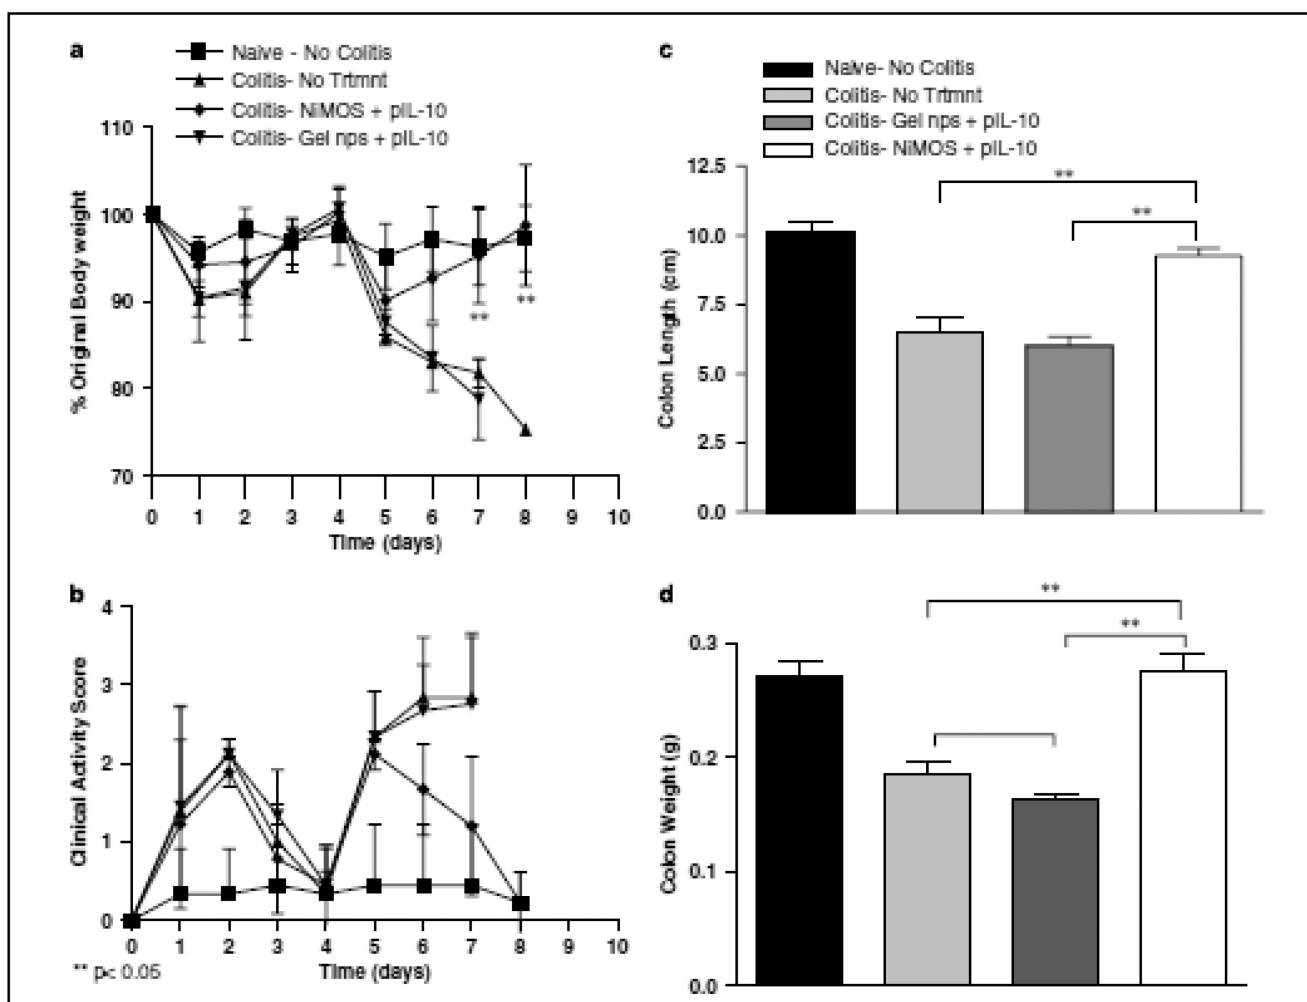 a
Naive - No Colitis
Colitis- No Trtmnt
Colitis- NiMOS + pIL-10
Colitis- Gel nps + pIL-10
110
100
90
80
70
% Original Body weight
**
**
0 1 2 3 4 5 6 7 8 9 10
Time (days)
b
4
3
2
1
0
Clinical Activity Score
0 1 2 3 4 5 6 7 8 9 10
** p< 0.05
Time (days)
c
Naive- No Colitis
Colitis- No Trtmnt
Colitis- Gel nps + pIL-10
Colitis- NiMOS + pIL-10
12.5
10.0
7.5
5.0
2.5
0.0
Colon Length (cm)
**
**
d
**
**
0.3
0.2
0.1
0.0
Colon Weight (g)